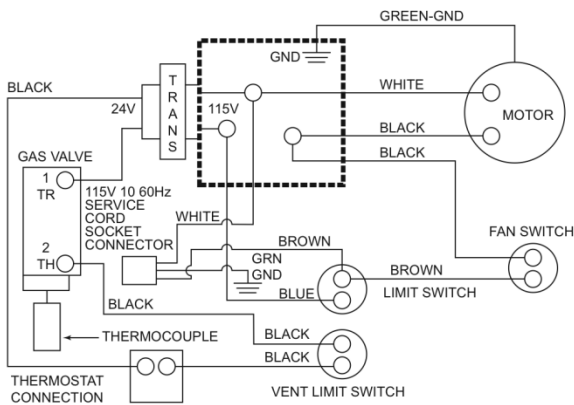 GREEN-GND
GND
BLACK
TRANS
24V
115V
WHITE
MOTOR
BLACK
BLACK
GAS VALVE
1
TR
115V 10 60Hz
SERVICE
CORD
SOCKET
CONNECTOR
WHITE
FAN SWITCH
BROWN
2
TH
GRN
GND
BROWN
BLUE
LIMIT SWITCH
BLACK
THERMOCOUPLE
BLACK
BLACK
THERMOSTAT
CONNECTION
VENT LIMIT SWITCH